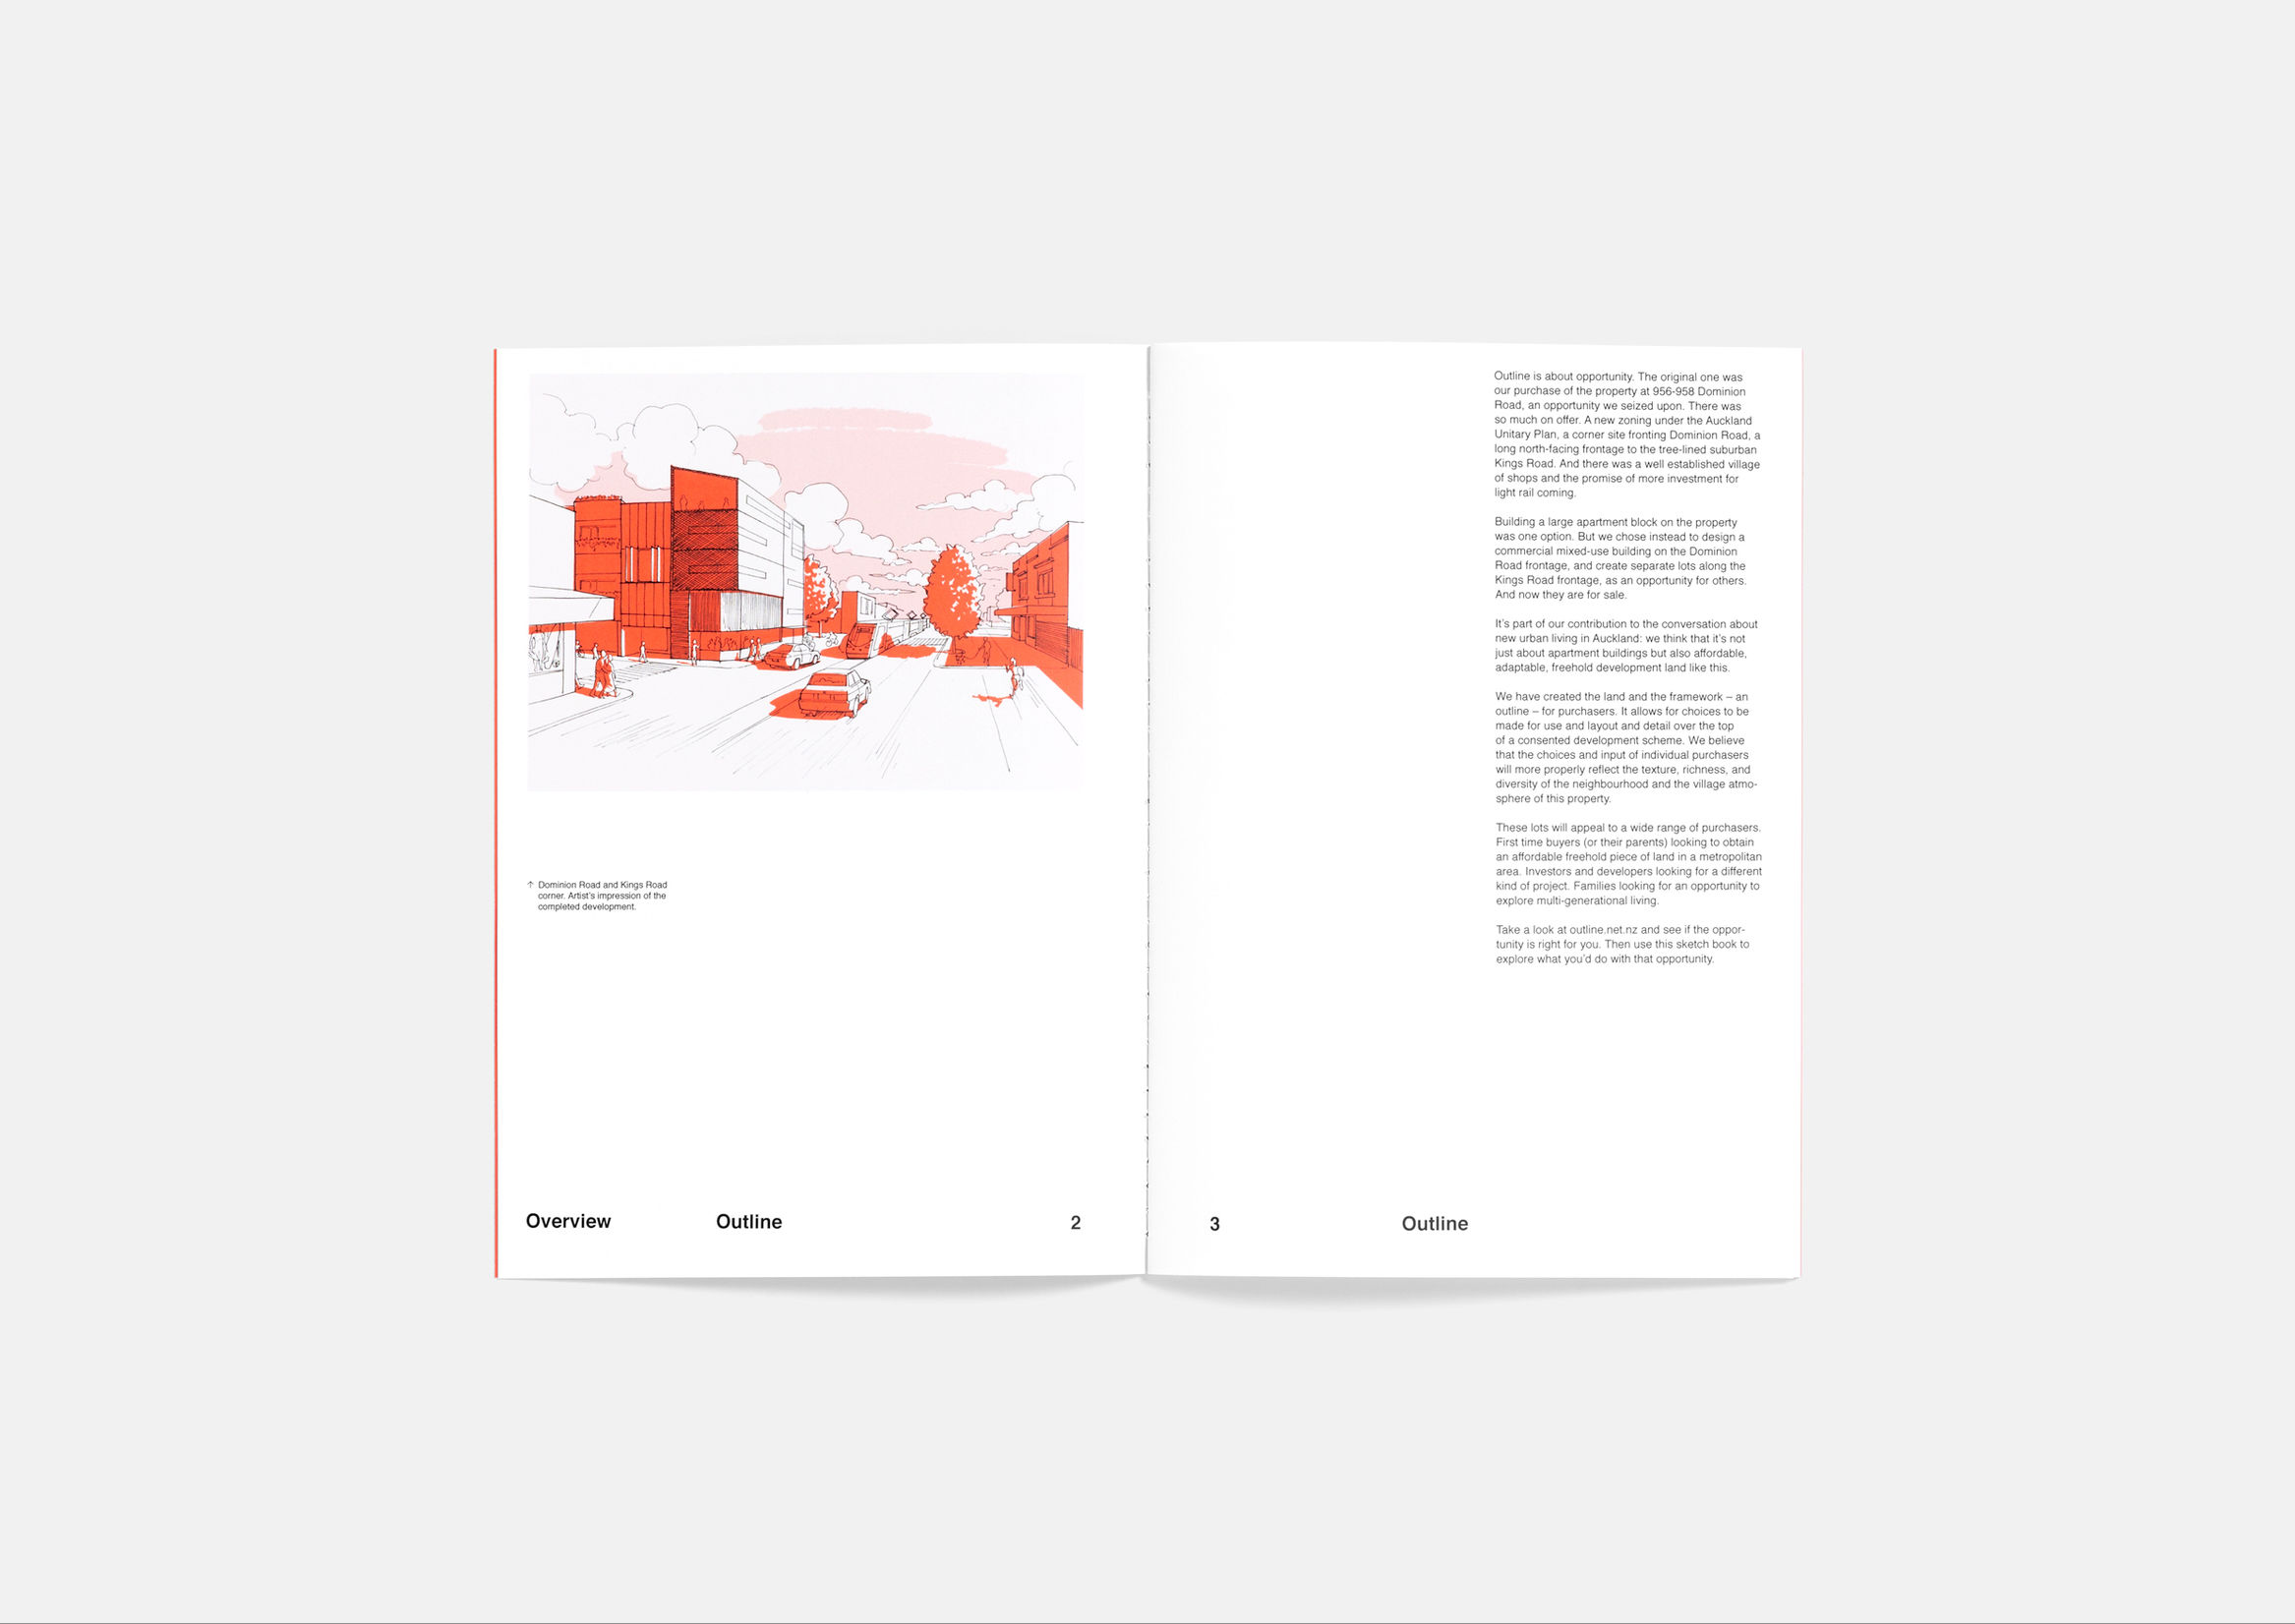 ↑ Dominion Road and Kings Road
corner. Artist's impression of the
completed development.
Overview
Outline
2
Outline is about opportunity. The original one was
our purchase of the property at 956-958 Dominion
Road, an opportunity we seized upon. There was
so much on offer. A new zoning under the Auckland
Unitary Plan, a corner site fronting Dominion Road, a
long north-facing frontage to the tree-lined suburban
Kings Road. And there was a well established village
of shops and the promise of more investment for
light rail coming.
Building a large apartment block on the property
was one option. But we chose instead to design a
commercial mixed-use building on the Dominion
Road frontage, and create separate lots along the
Kings Road frontage, as an opportunity for others.
And now they are for sale.
It's part of our contribution to the conversation about
new urban living in Auckland: we think that it's not
just about apartment buildings but also affordable,
adaptable, freehold development land like this.
We have created the land and the framework – an
outline – for purchasers. It allows for choices to be
made for use and layout and detail over the top
of a consented development scheme. We believe
that the choices and input of individual purchasers
will more properly reflect the texture, richness, and
diversity of the neighbourhood and the village atmo-
sphere of this property.
These lots will appeal to a wide range of purchasers.
First time buyers (or their parents) looking to obtain
an affordable freehold piece of land in a metropolitan
area. Investors and developers looking for a different
kind of project. Families looking for an opportunity to
explore multi-generational living.
Take a look at outline.net.nz and see if the oppor-
tunity is right for you. Then use this sketch book to
explore what you'd do with that opportunity.
3
Outline